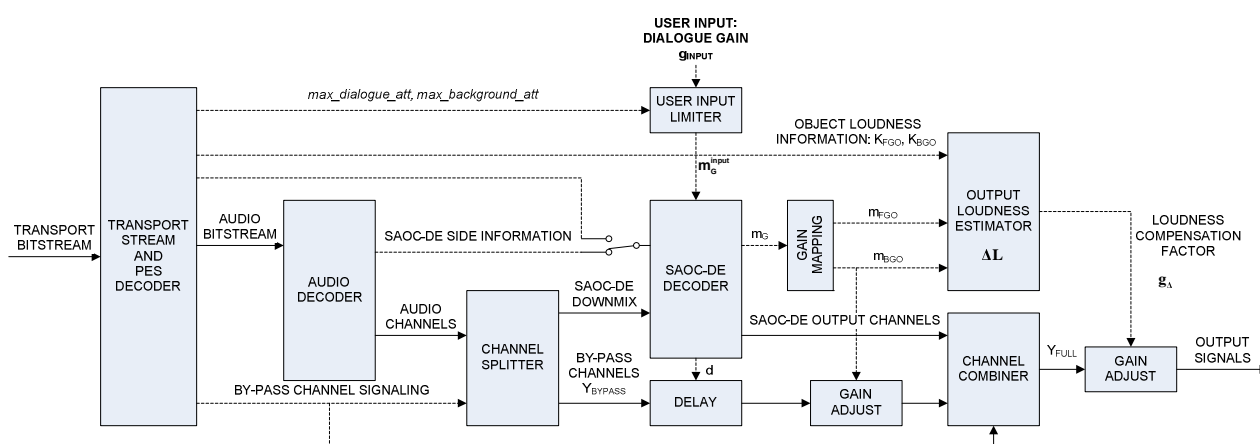 USER INPUT:
DIALOGUE GAIN
gINPUT
max_dialogue_att, max_background_att
USER INPUT
LIMITER
OBJECT LOUDNESS
INFORMATION: KFGO, KBGO
mGinput
TRANSPORT
BITSTREAM
TRANSPORT
STREAM
AND
PES
DECODER
AUDIO
BITSTREAM
AUDIO
DECODER
SAOC-DE SIDE INFORMATION
SAOC-DE
DOWNMIX
SAOC-DE
DECODER
mG
GAIN
MAPPING
mFGO
mBGO
OUTPUT
LOUDNESS
ESTIMATOR
ΔL
LOUDNESS
COMPENSATION
FACTOR
gΔ
AUDIO
CHANNELS
CHANNEL
SPLITTER
SAOC-DE OUTPUT CHANNELS
BY-PASS
CHANNELS
YBYPASS
BY-PASS CHANNEL SIGNALING
d
DELAY
GAIN
ADJUST
CHANNEL
COMBINER
YFULL
GAIN
ADJUST
OUTPUT
SIGNALS